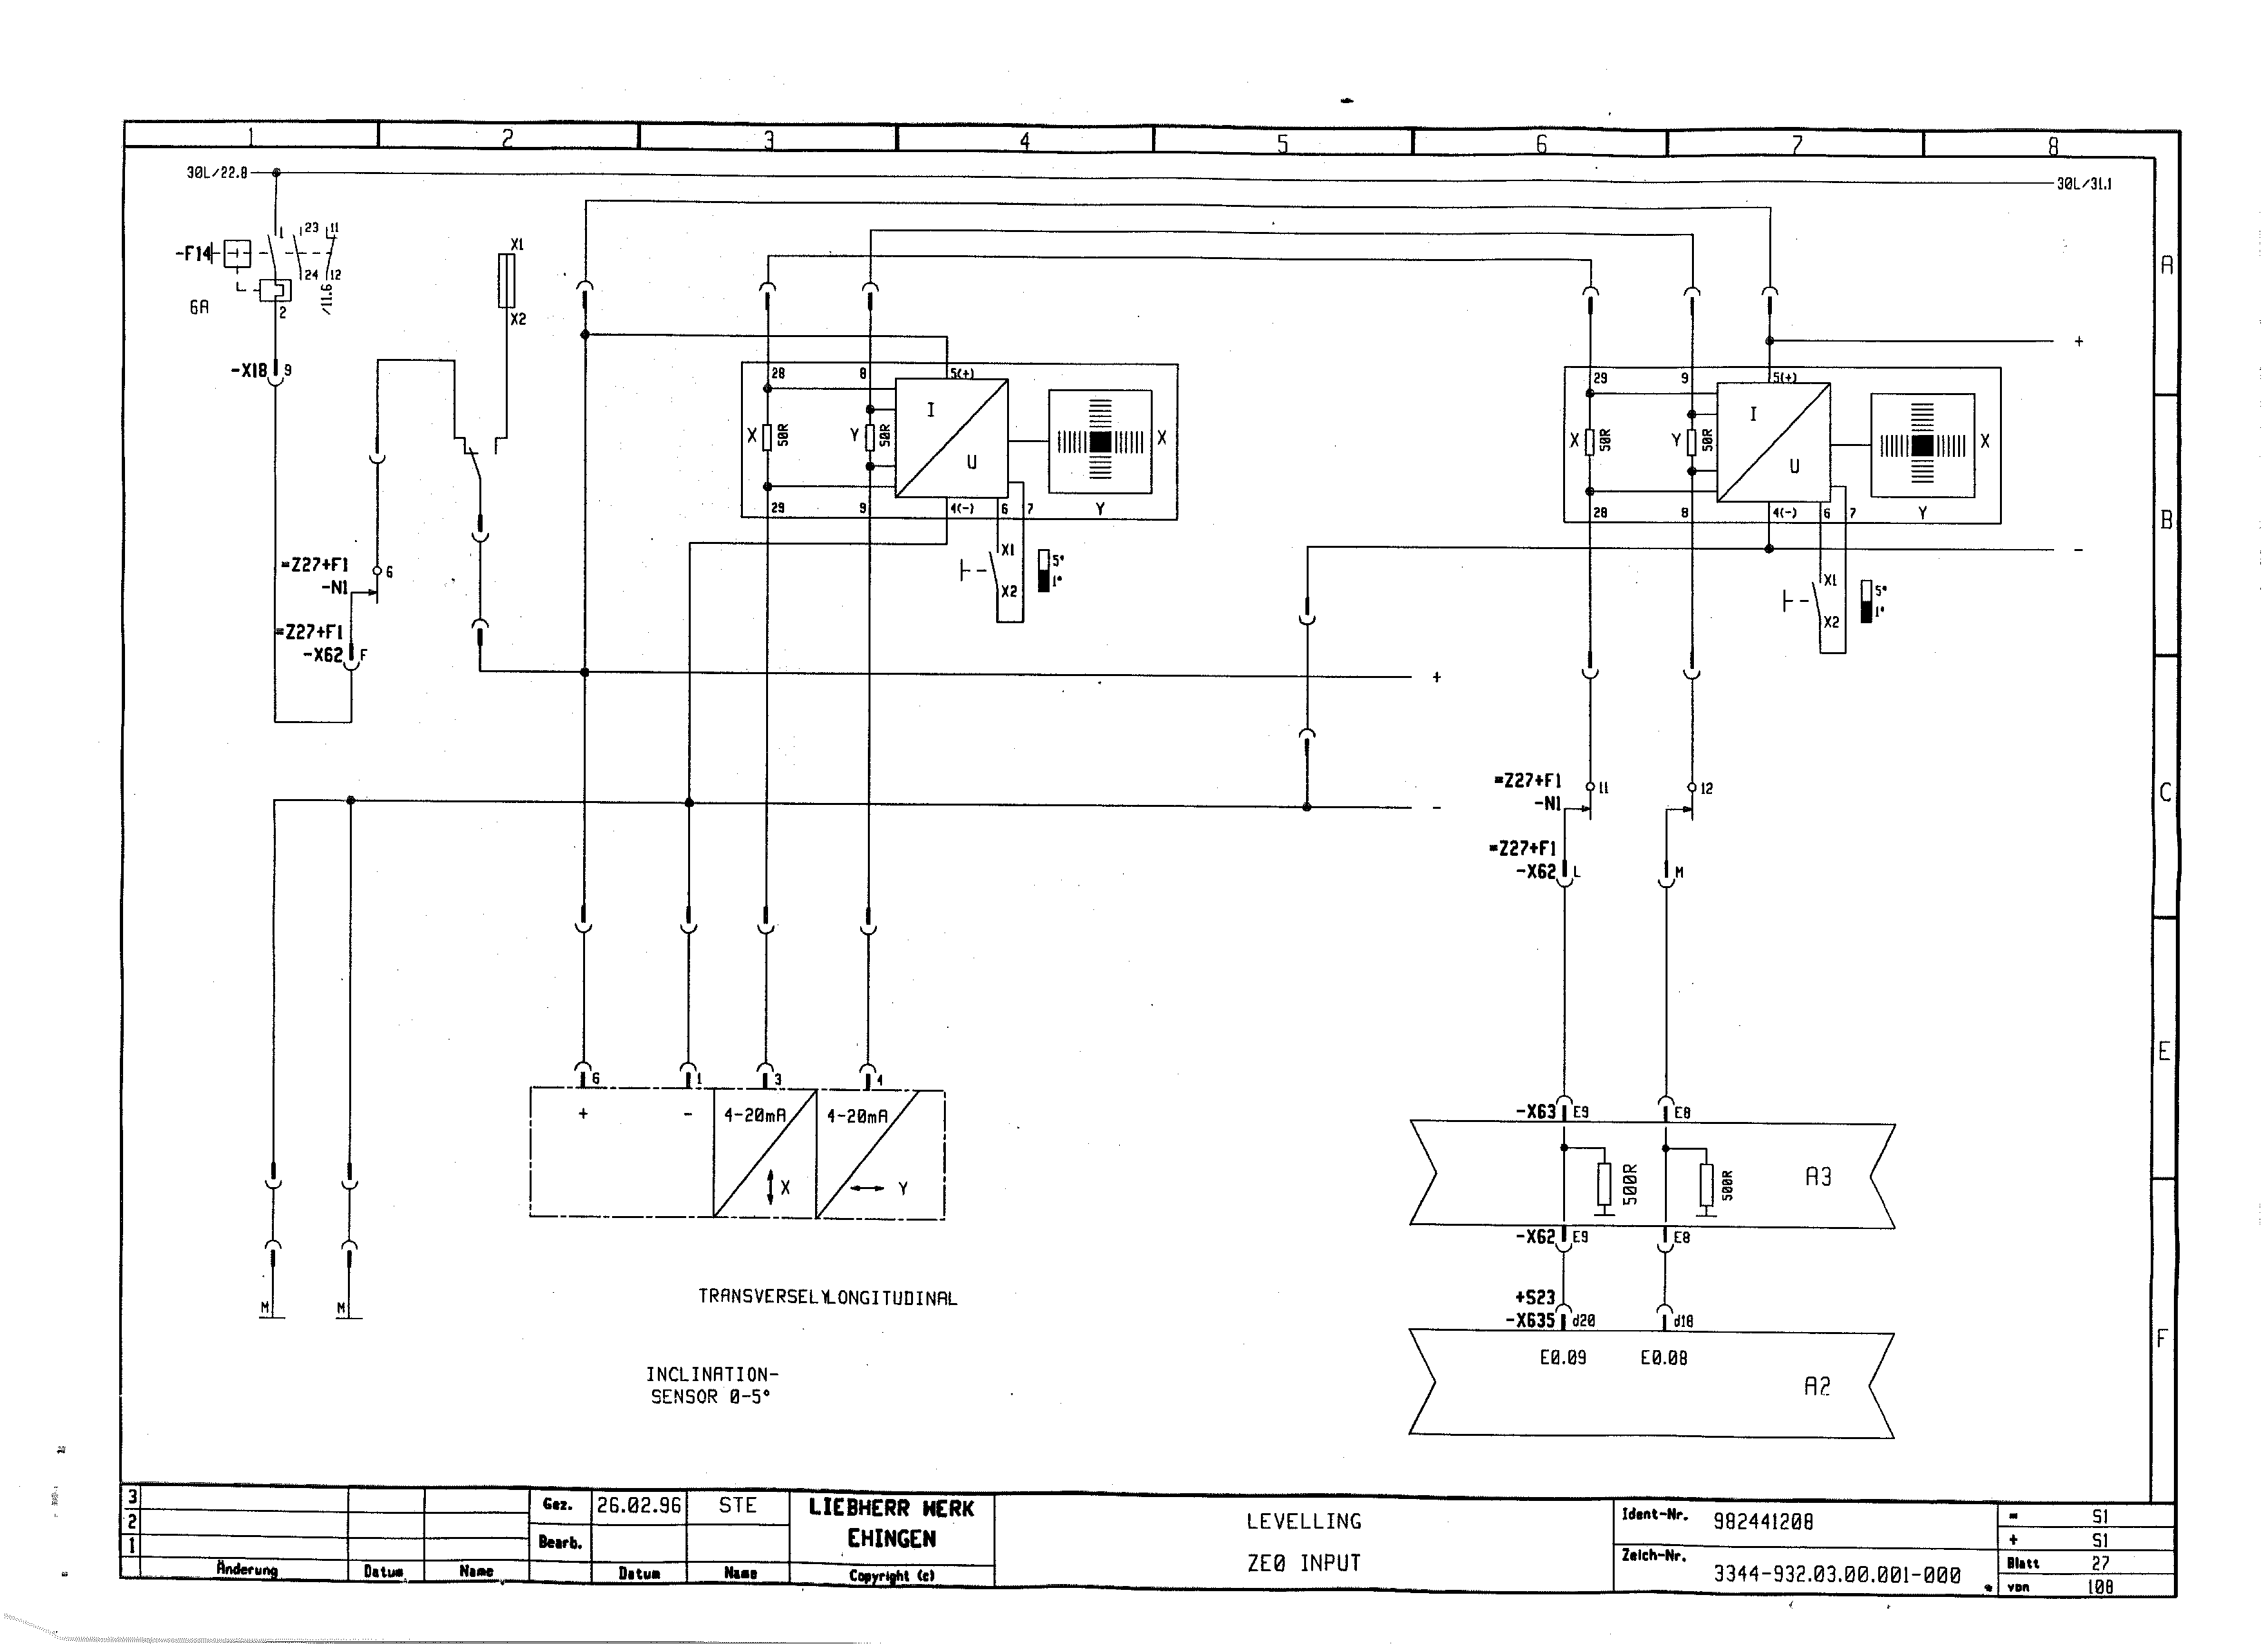 1 2 3 4 5 6 7 8
30L/22.8
30L/31.1
-F14
1
23
11
24
12
/11.6
6A
2
X1
X2
A
-X18 9
+
28
8
5(+)
I
U
X
50R
Y
50R
X
29
9
4(-)
6
7
Y
X1
X2
5°
1°
29
9
5(+)
I
U
X
50R
Y
50R
X
28
8
4(-)
6
7
Y
X1
X2
5°
1°
B
-
=Z27+F1
-N1
6
=Z27+F1
-X62 F
+
-
C
=Z27+F1
-N1
11
12
=Z27+F1
-X62 L
M
E
6
1
3
4
+
-
4-20mA
4-20mA
X
Y
-X63 E9
E8
500R
500R
A3
-X62 E9
E8
M
M
TRANSVERSELY LONGITUDINAL
+S23
-X635 d20
d18
F
E0.09
E0.08
A2
INCLINATION-
SENSOR 0-5°
3
2
1
Änderung
Datum
Name
Gez.
26.02.96
STE
Bearb.
Datum
Name
LIEBHERR WERK
EHINGEN
Copyright (c)
LEVELLING
ZE0 INPUT
Ident-Nr. 982441208
Zeich-Nr. 3344-932.03.00.001-000
= S1
+ S1
Blatt 27
von 108